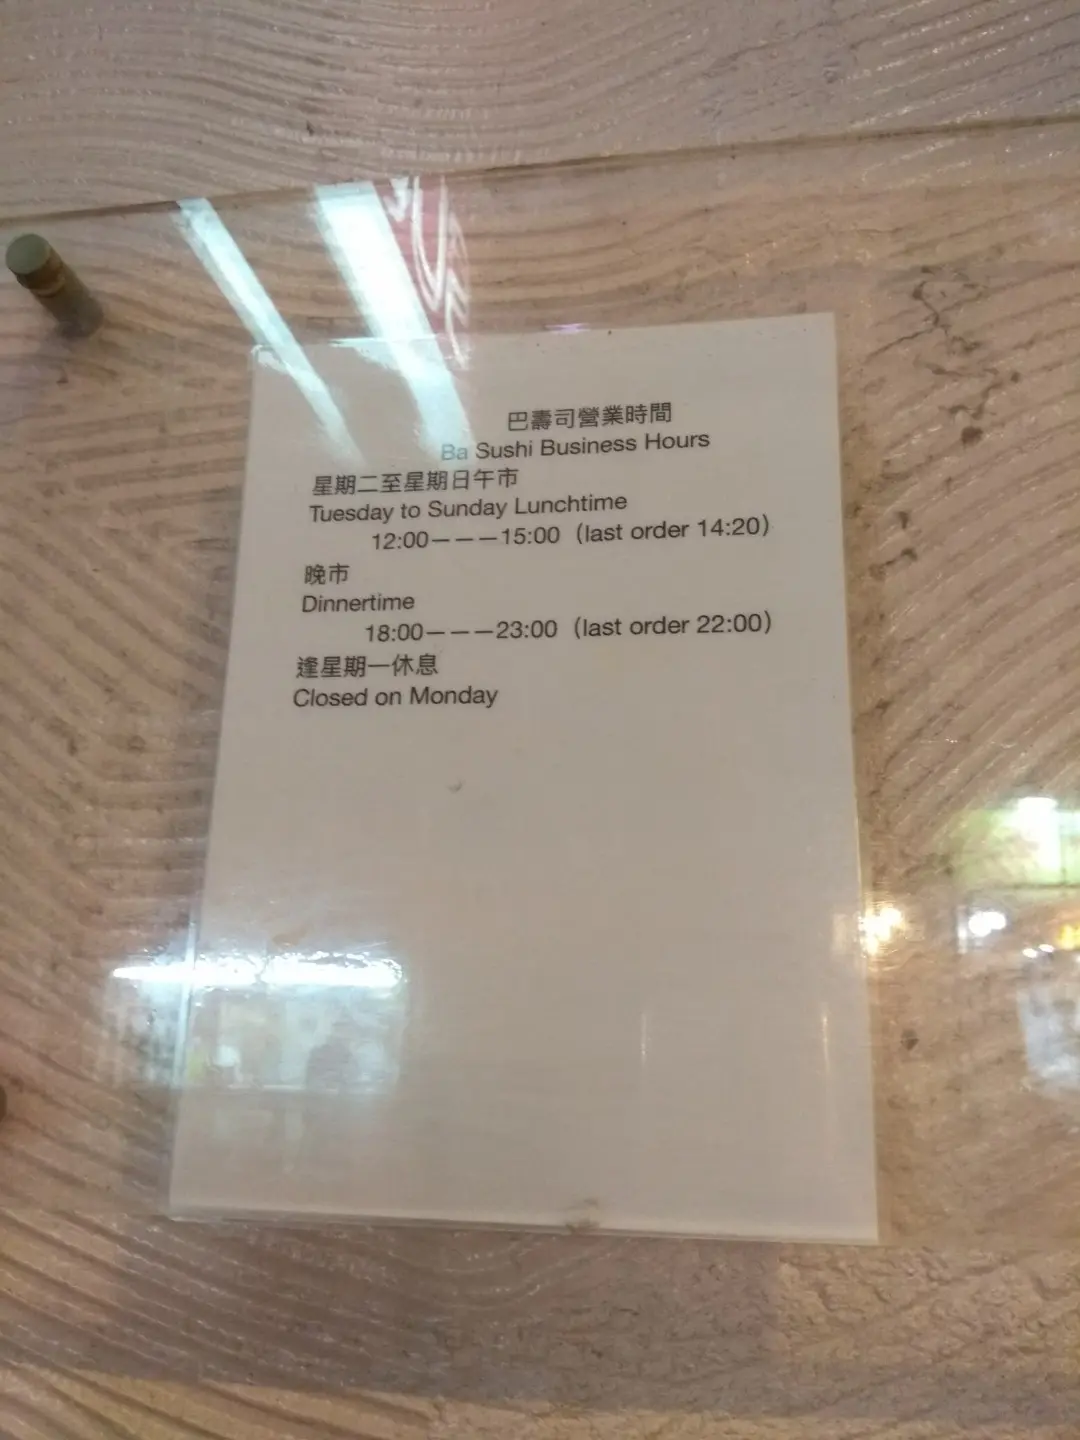 巴壽司營業時間
Ba Sushi Business Hours
星期二至星期日午市
Tuesday to Sunday Lunchtime
12:00———15:00（last order 14:20）
晚市
Dinnertime
18:00———23:00（last order 22:00）
逢星期一休息
Closed on Monday